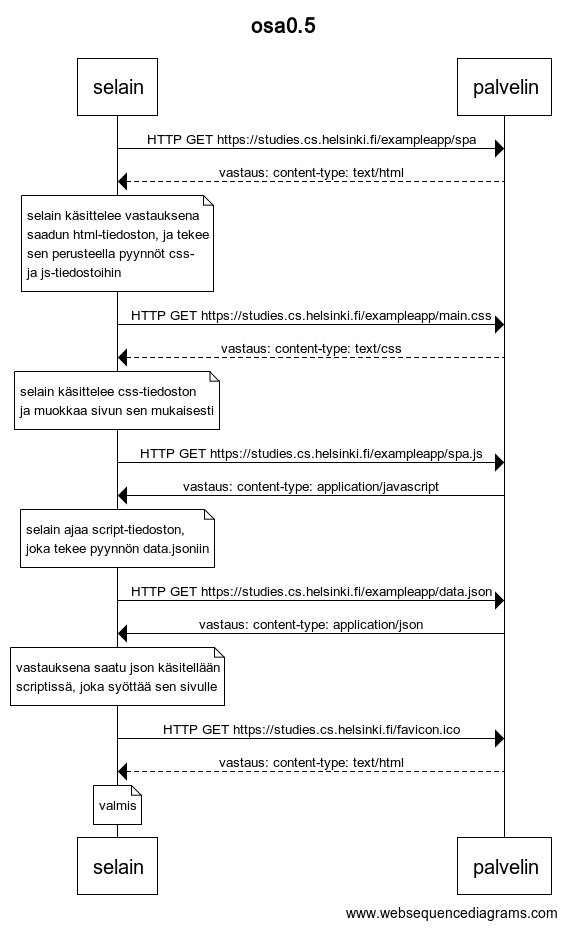 osa0.5
selain
palvelin
HTTP GET https://studies.cs.helsinki.fi/exampleapp/spa
vastaus: content-type: text/html
selain käsittelee vastauksena
saadun html-tiedoston, ja tekee
sen perusteella pyynnöt css-
ja js-tiedostoihin
HTTP GET https://studies.cs.helsinki.fi/exampleapp/main.css
vastaus: content-type: text/css
selain käsittelee css-tiedoston
ja muokkaa sivun sen mukaisesti
HTTP GET https://studies.cs.helsinki.fi/exampleapp/spa.js
vastaus: content-type: application/javascript
selain ajaa script-tiedoston,
joka tekee pyynnön data.jsoniin
HTTP GET https://studies.cs.helsinki.fi/exampleapp/data.json
vastaus: content-type: application/json
vastauksena saatu json käsitellään
scriptissä, joka syöttää sen sivulle
HTTP GET https://studies.cs.helsinki.fi/favicon.ico
vastaus: content-type: text/html
valmis
selain
palvelin
www.websequencediagrams.com